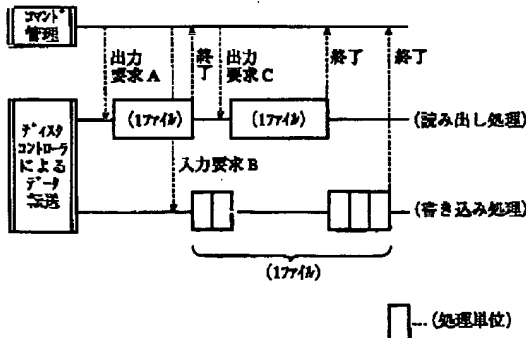 コマンド
管理
出力
要求A
終
了
出力
要求C
終了
終了
ディスク
コントローラ
による
データ
転送
(1ファイル)
(1ファイル)
(読み出し処理)
入力要求B
(書き込み処理)
(1ファイル)
…(処理単位)